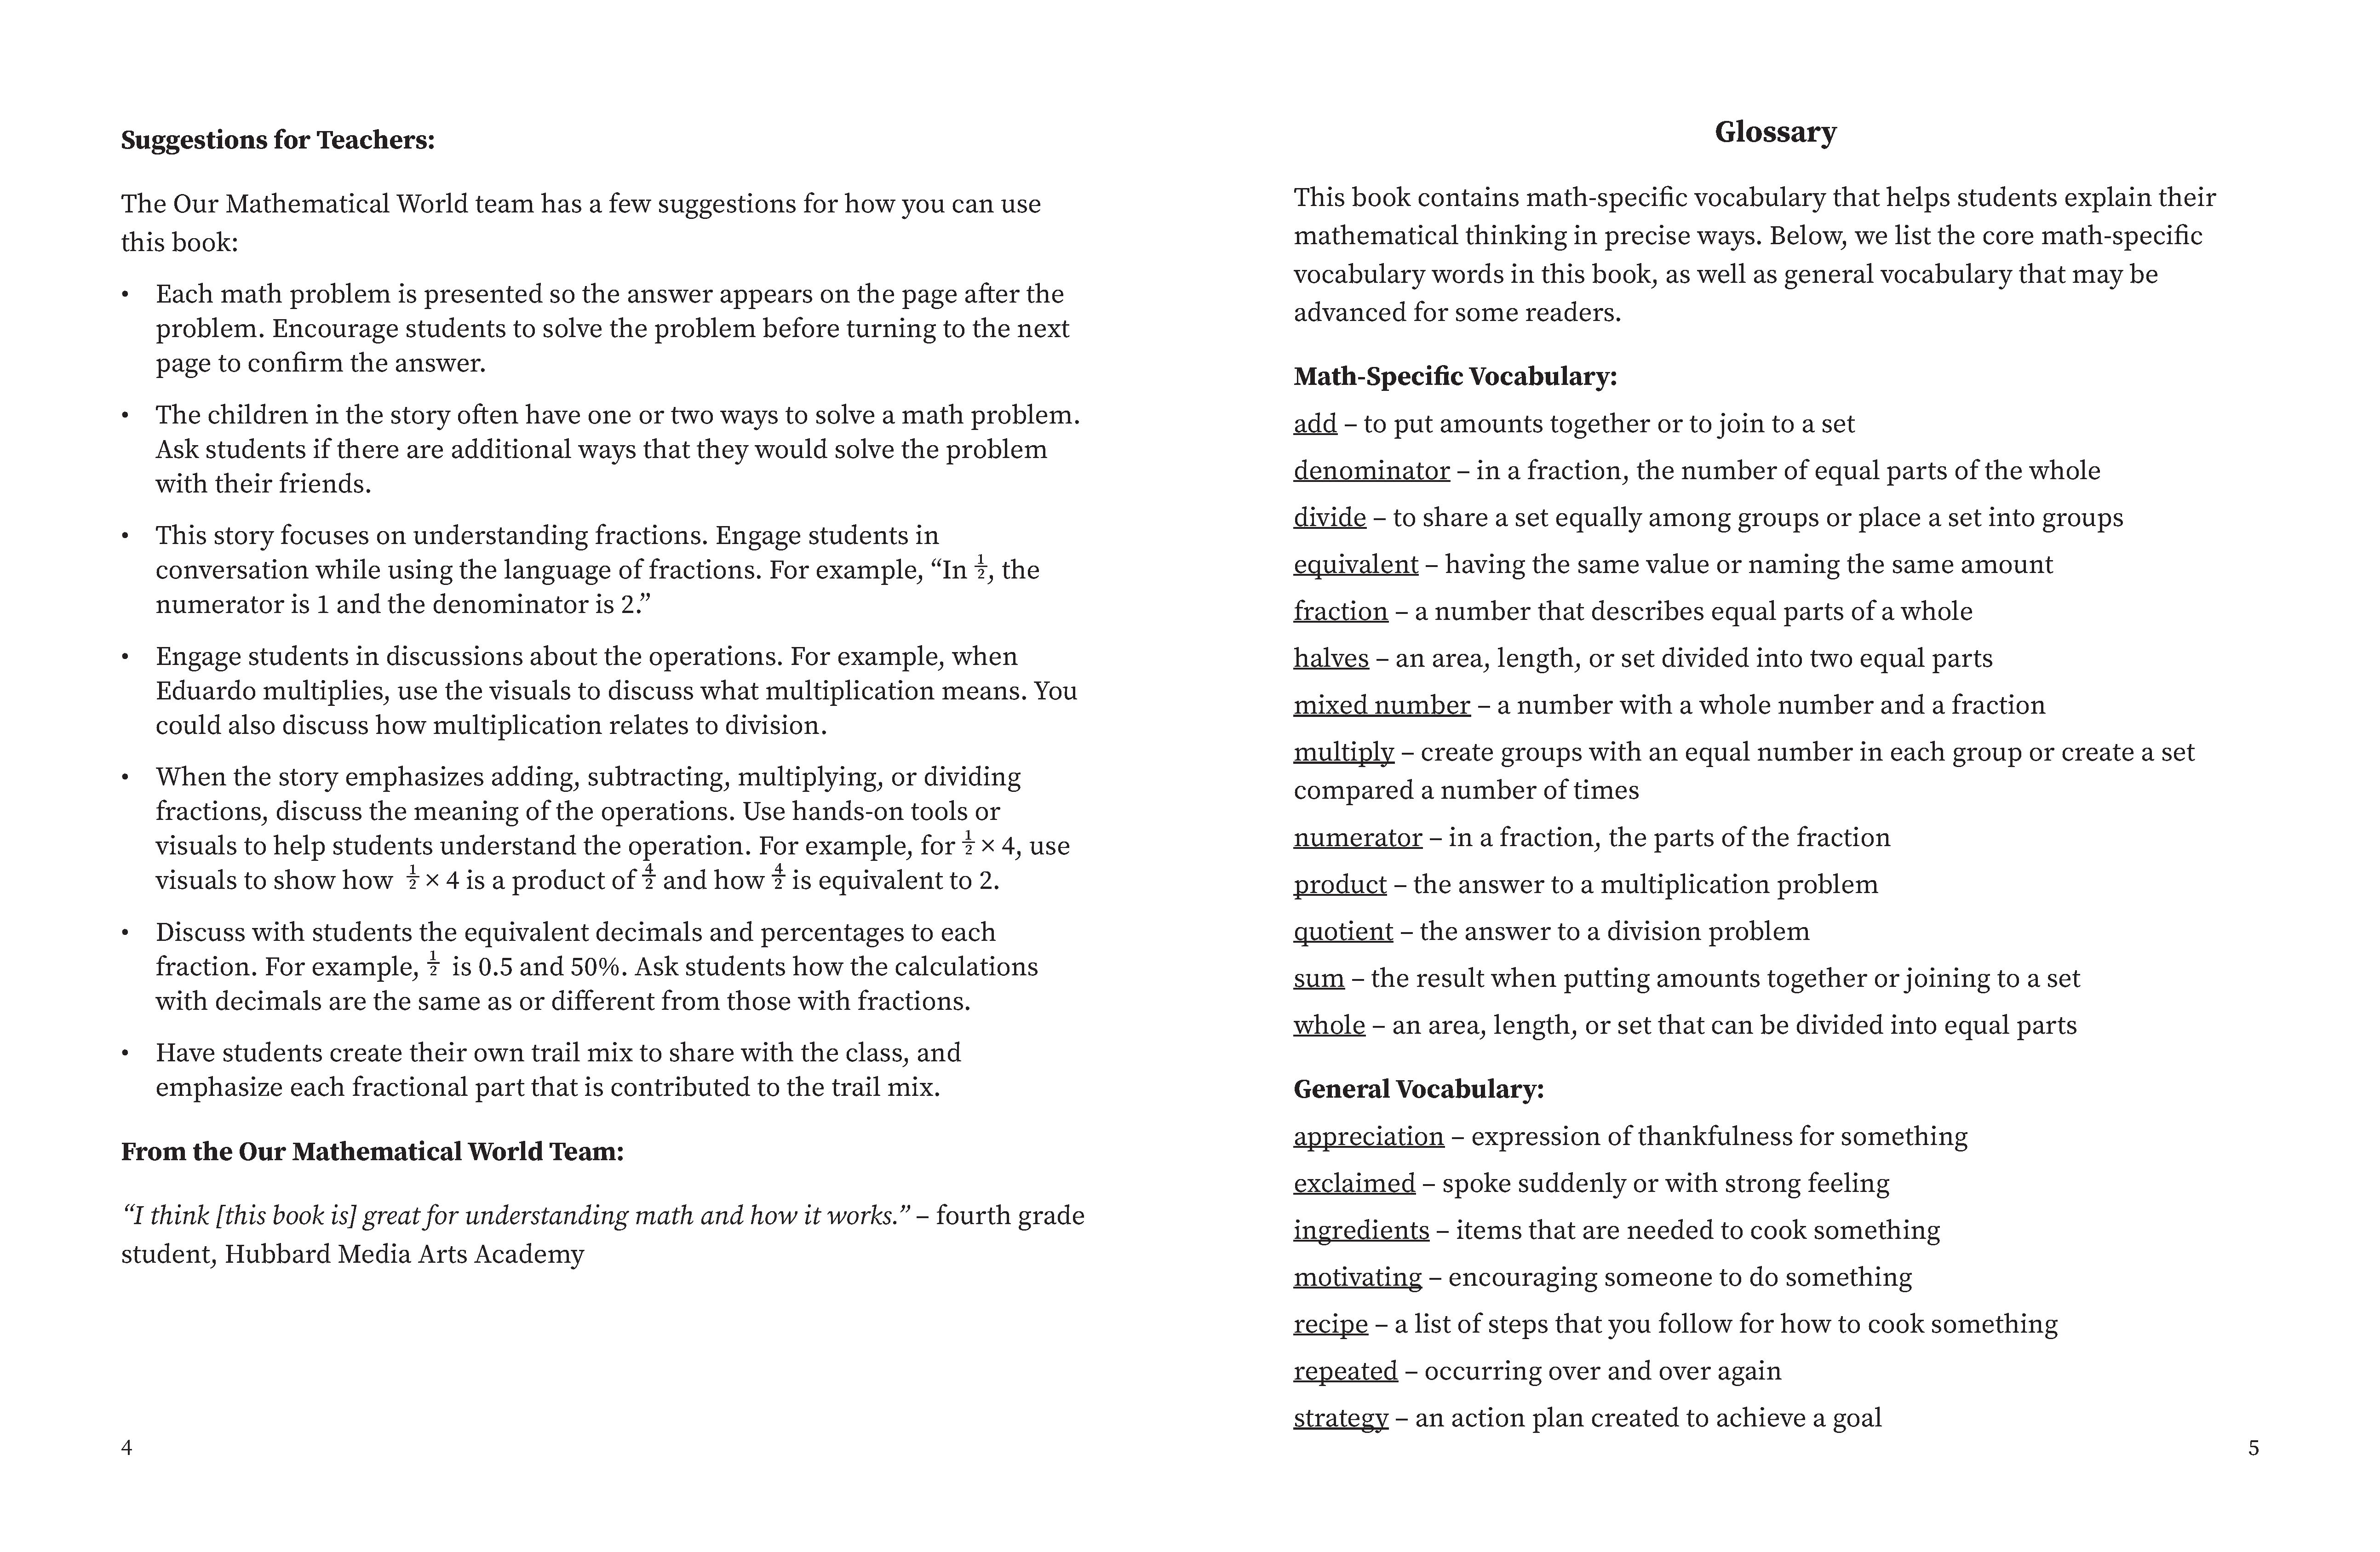 Suggestions for Teachers:
The Our Mathematical World team has a few suggestions for how you can use
this book:
• Each math problem is presented so the answer appears on the page after the
problem. Encourage students to solve the problem before turning to the next
page to confirm the answer.
• The children in the story often have one or two ways to solve a math problem.
Ask students if there are additional ways that they would solve the problem
with their friends.
• This story focuses on understanding fractions. Engage students in
conversation while using the language of fractions. For example, “In 1/2, the
numerator is 1 and the denominator is 2.”
• Engage students in discussions about the operations. For example, when
Eduardo multiplies, use the visuals to discuss what multiplication means. You
could also discuss how multiplication relates to division.
• When the story emphasizes adding, subtracting, multiplying, or dividing
fractions, discuss the meaning of the operations. Use hands-on tools or
visuals to help students understand the operation. For example, for 1/2 × 4, use
visuals to show how 1/2 × 4 is a product of 4/2 and how 4/2 is equivalent to 2.
• Discuss with students the equivalent decimals and percentages to each
fraction. For example, 1/2 is 0.5 and 50%. Ask students how the calculations
with decimals are the same as or different from those with fractions.
• Have students create their own trail mix to share with the class, and
emphasize each fractional part that is contributed to the trail mix.
From the Our Mathematical World Team:
“I think [this book is] great for understanding math and how it works.” – fourth grade
student, Hubbard Media Arts Academy
4
Glossary
This book contains math-specific vocabulary that helps students explain their
mathematical thinking in precise ways. Below, we list the core math-specific
vocabulary words in this book, as well as general vocabulary that may be
advanced for some readers.
Math-Specific Vocabulary:
add – to put amounts together or to join to a set
denominator – in a fraction, the number of equal parts of the whole
divide – to share a set equally among groups or place a set into groups
equivalent – having the same value or naming the same amount
fraction – a number that describes equal parts of a whole
halves – an area, length, or set divided into two equal parts
mixed number – a number with a whole number and a fraction
multiply – create groups with an equal number in each group or create a set
compared a number of times
numerator – in a fraction, the parts of the fraction
product – the answer to a multiplication problem
quotient – the answer to a division problem
sum – the result when putting amounts together or joining to a set
whole – an area, length, or set that can be divided into equal parts
General Vocabulary:
appreciation – expression of thankfulness for something
exclaimed – spoke suddenly or with strong feeling
ingredients – items that are needed to cook something
motivating – encouraging someone to do something
recipe – a list of steps that you follow for how to cook something
repeated – occurring over and over again
strategy – an action plan created to achieve a goal
5